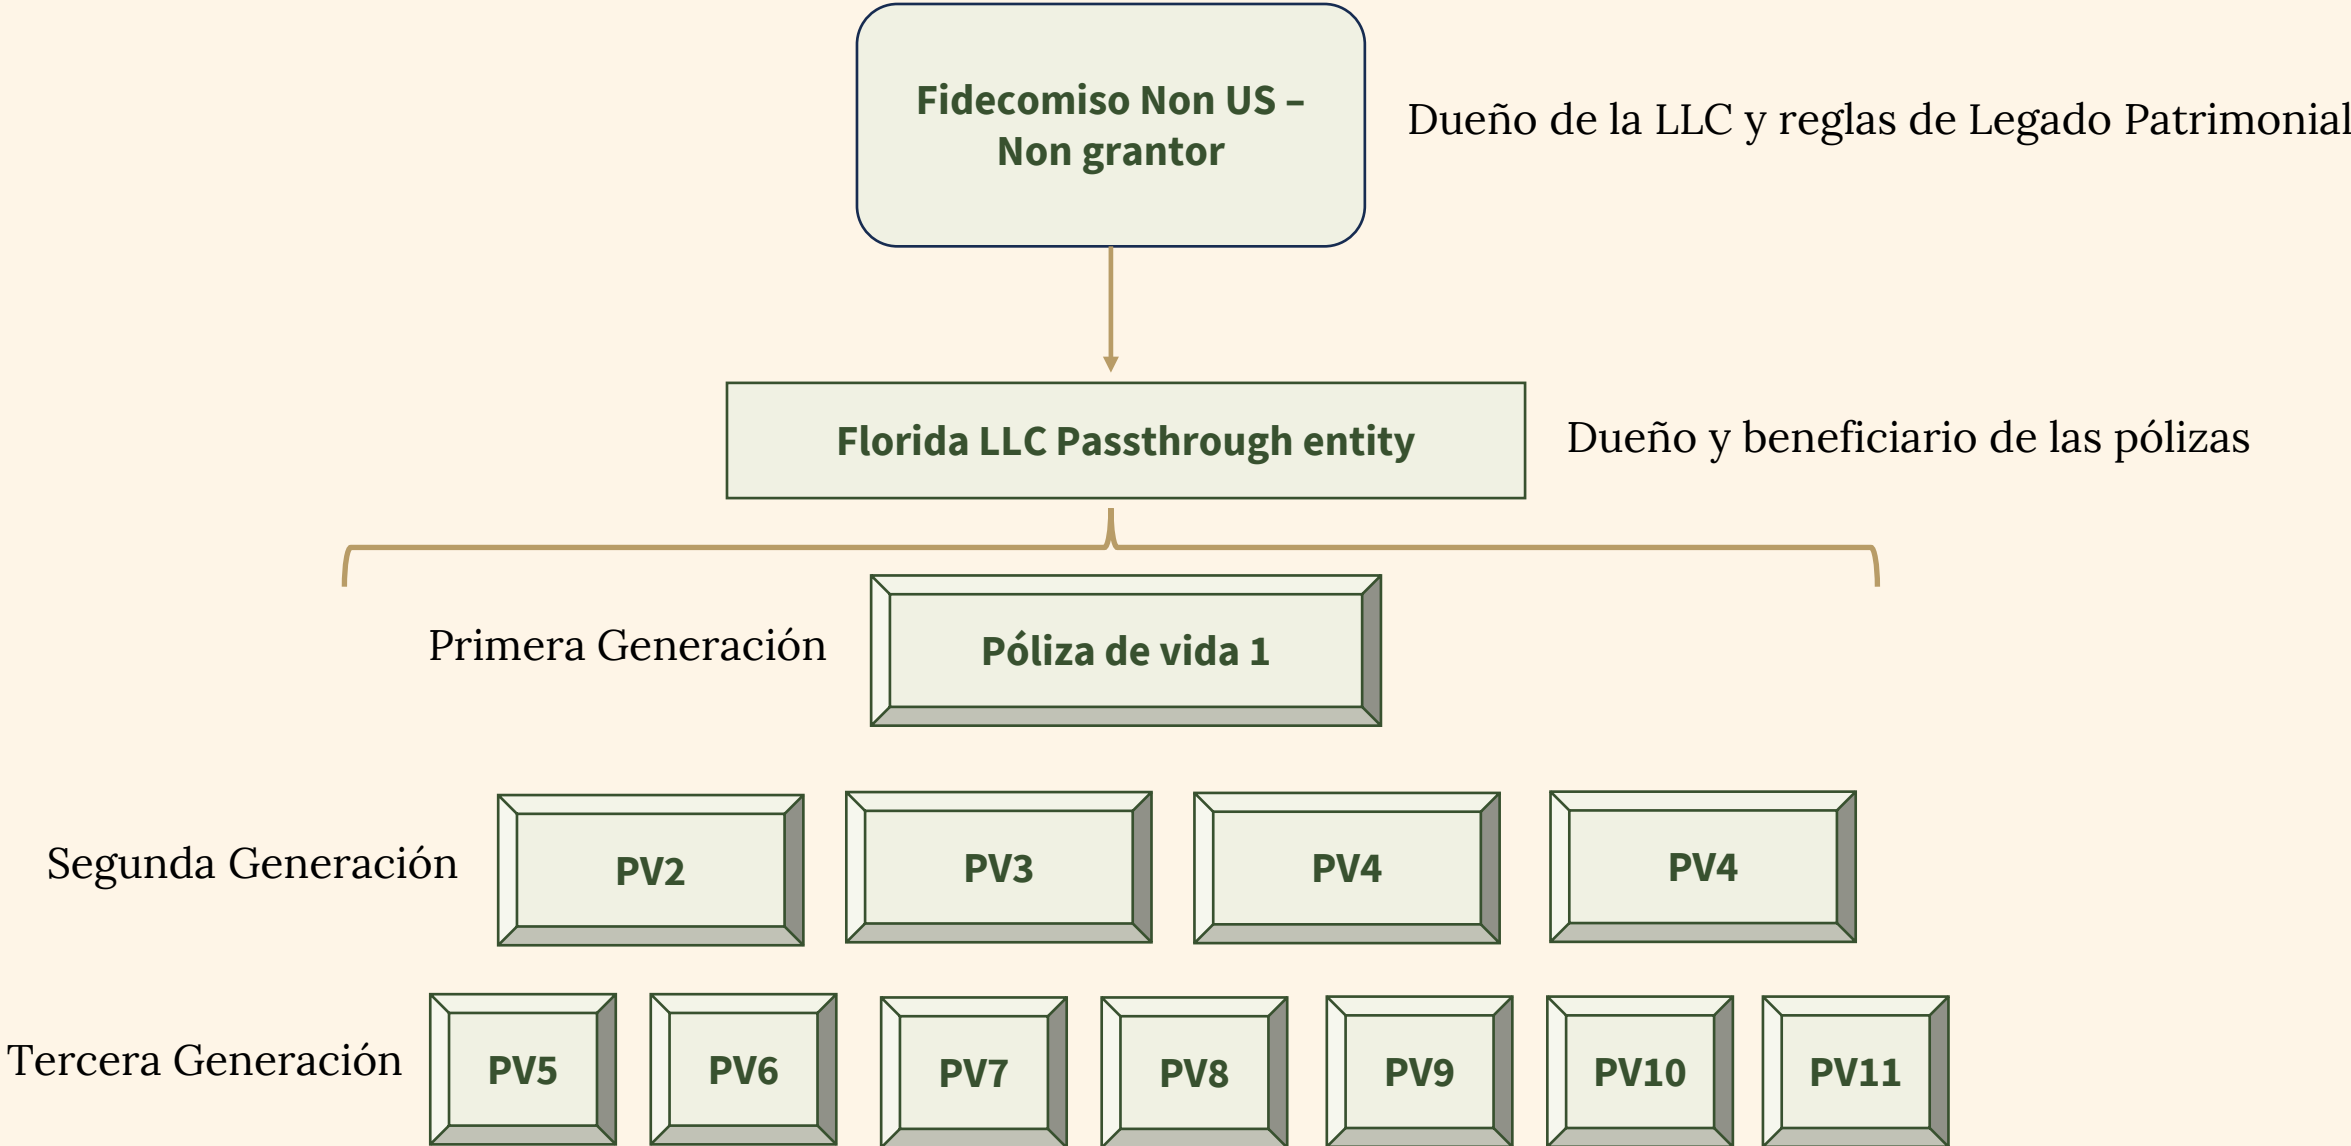 Fidecomiso Non US –
Non grantor
Dueño de la LLC y reglas de Legado Patrimonial
Florida LLC Passthrough entity
Dueño y beneficiario de las pólizas
Primera Generación
Póliza de vida 1
Segunda Generación
PV2
PV3
PV4
PV4
Tercera Generación
PV5
PV6
PV7
PV8
PV9
PV10
PV11